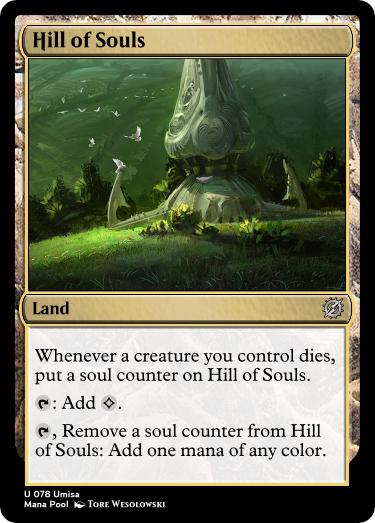 Hill of Souls
Land
Whenever a creature you control dies,
put a soul counter on Hill of Souls.
: Add .
, Remove a soul counter from Hill
of Souls: Add one mana of any color.
U 078 Umisa
Mana Pool Tore Wesolowski